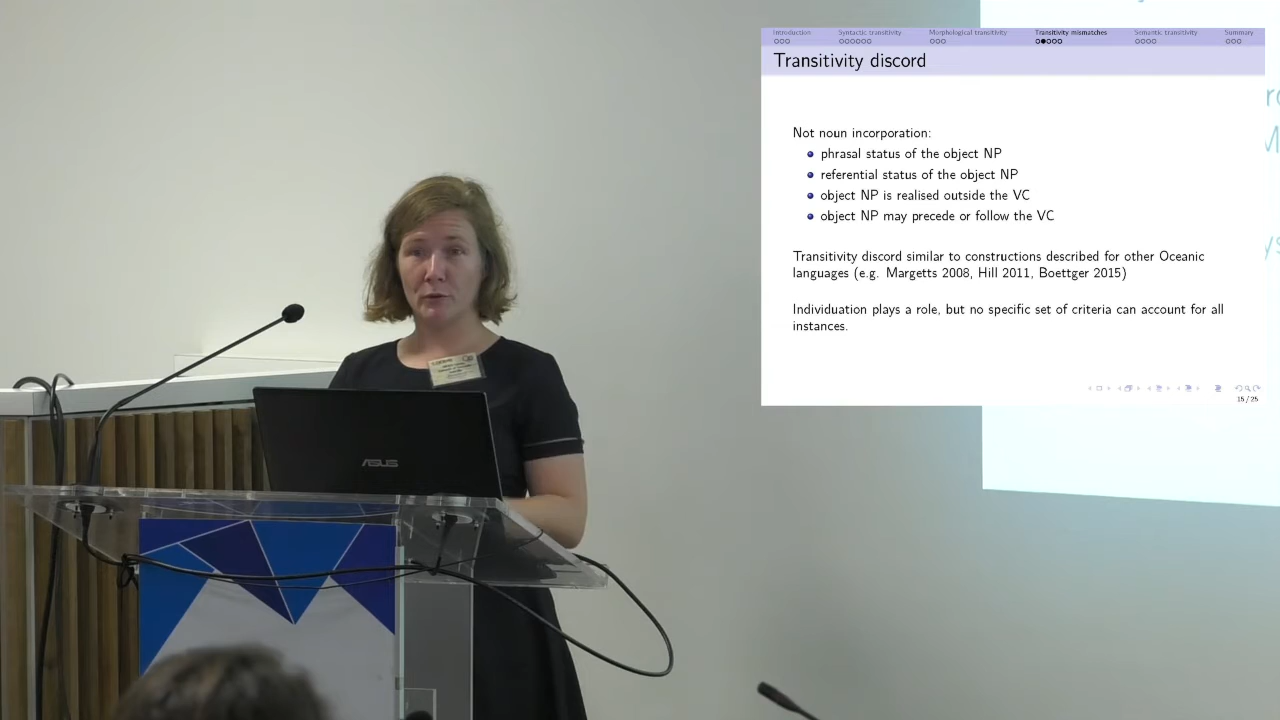 Introduction Syntactic transitivity Morphological transitivity Transitivity mismatches Semantic transitivity Summary
Transitivity discord
Not noun incorporation:
phrasal status of the object NP
referential status of the object NP
object NP is realised outside the VC
object NP may precede or follow the VC
Transitivity discord similar to constructions described for other Oceanic
languages (e.g. Margetts 2008, Hill 2011, Boettger 2015)
Individuation plays a role, but no specific set of criteria can account for all
instances.
15 / 25
ASUS